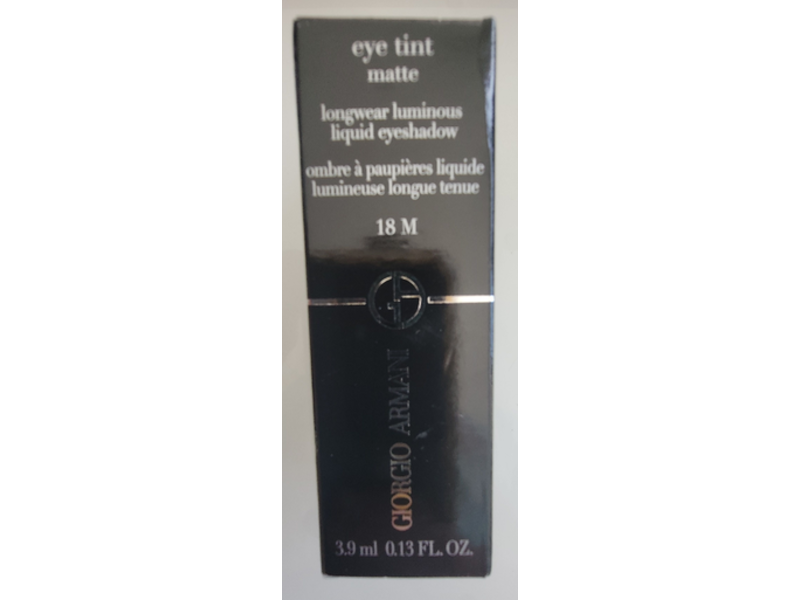 eye tint
matte
longwear luminous
liquid eyeshadow
ombre à paupières liquide
lumineuse longue tenue
18 M
GIORGIO ARMANI
3.9 ml 0.13 FL. OZ.